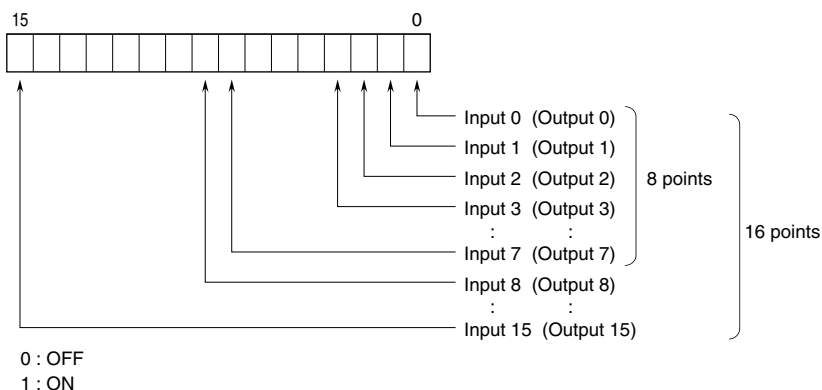 15 0
Input 0 (Output 0)
Input 1 (Output 1)
Input 2 (Output 2)
8 points
Input 3 (Output 3)
: :
16 points
Input 7 (Output 7)
Input 8 (Output 8)
: :
Input 15 (Output 15)
0 : OFF
1 : ON